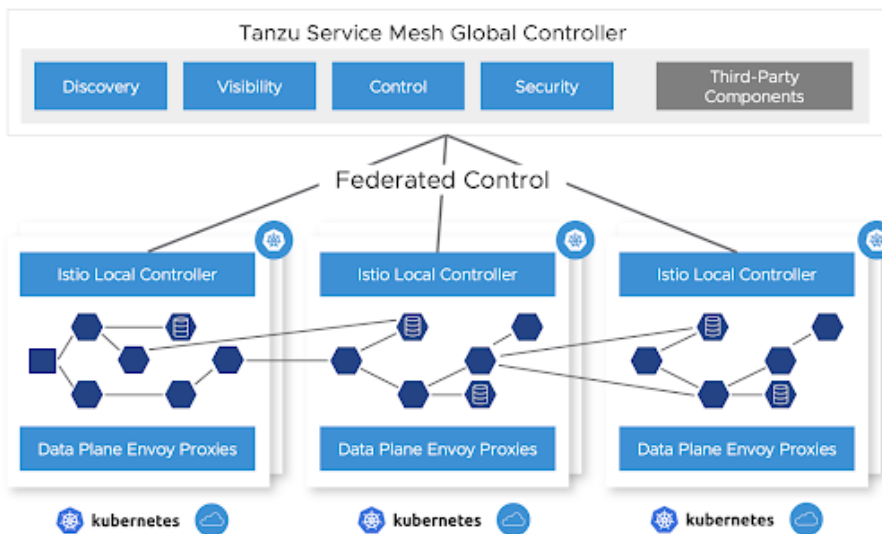 Tanzu Service Mesh Global Controller
Discovery
Visibility
Control
Security
Third-Party
Components
Federated Control
Istio Local Controller
Istio Local Controller
Istio Local Controller
Data Plane Envoy Proxies
Data Plane Envoy Proxies
Data Plane Envoy Proxies
kubernetes
kubernetes
kubernetes